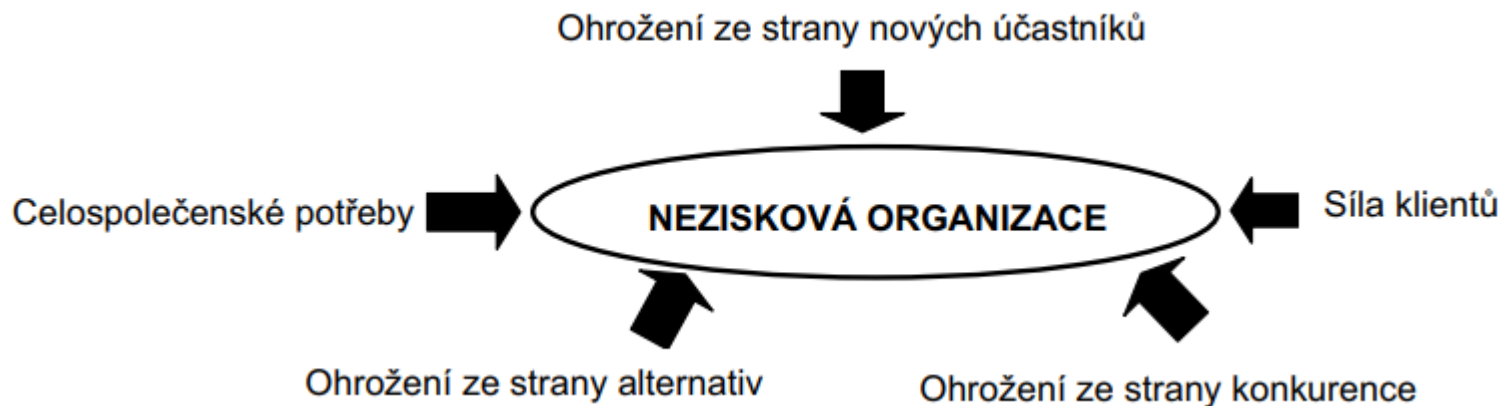 Ohrožení ze strany nových účastníků
Celospolečenské potřeby
NEZISKOVÁ ORGANIZACE
Síla klientů
Ohrožení ze strany alternativ
Ohrožení ze strany konkurence